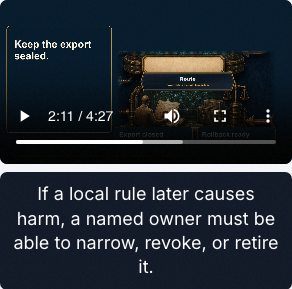 Keep the export
sealed.
Route
2:11 / 4:27
Export closed
Rollback ready
If a local rule later causes
harm, a named owner must be
able to narrow, revoke, or retire
it.